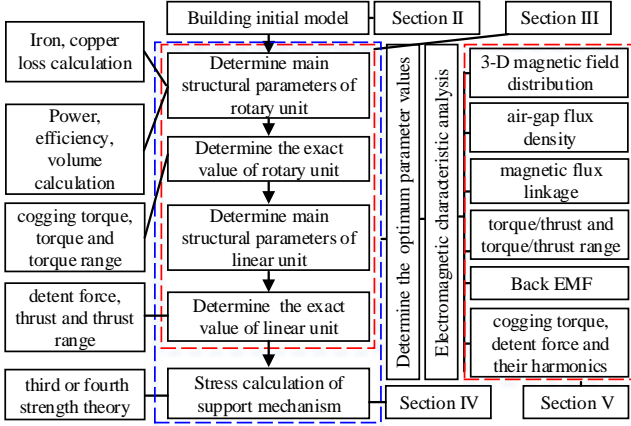 Building initial model
Section II
Section III
Iron, copper
loss calculation
Power,
efficiency,
volume calculation
cogging torque,
torque and
torque range
detent force,
thrust and thrust
range
third or fourth
strength theory
Determine main
structural parameters of
rotary unit
Determine the exact
value of rotary unit
Determine main
structural parameters of
linear unit
Determine the exact
value of linear unit
Stress calculation of
support mechanism
Section IV
Determine the optimum parameter values
Electromagnetic characteristic analysis
3-D magnetic field
distribution
air-gap flux
density
magnetic flux
linkage
torque/thrust and
torque/thrust range
Back EMF
cogging torque,
detent force and
their harmonics
Section V